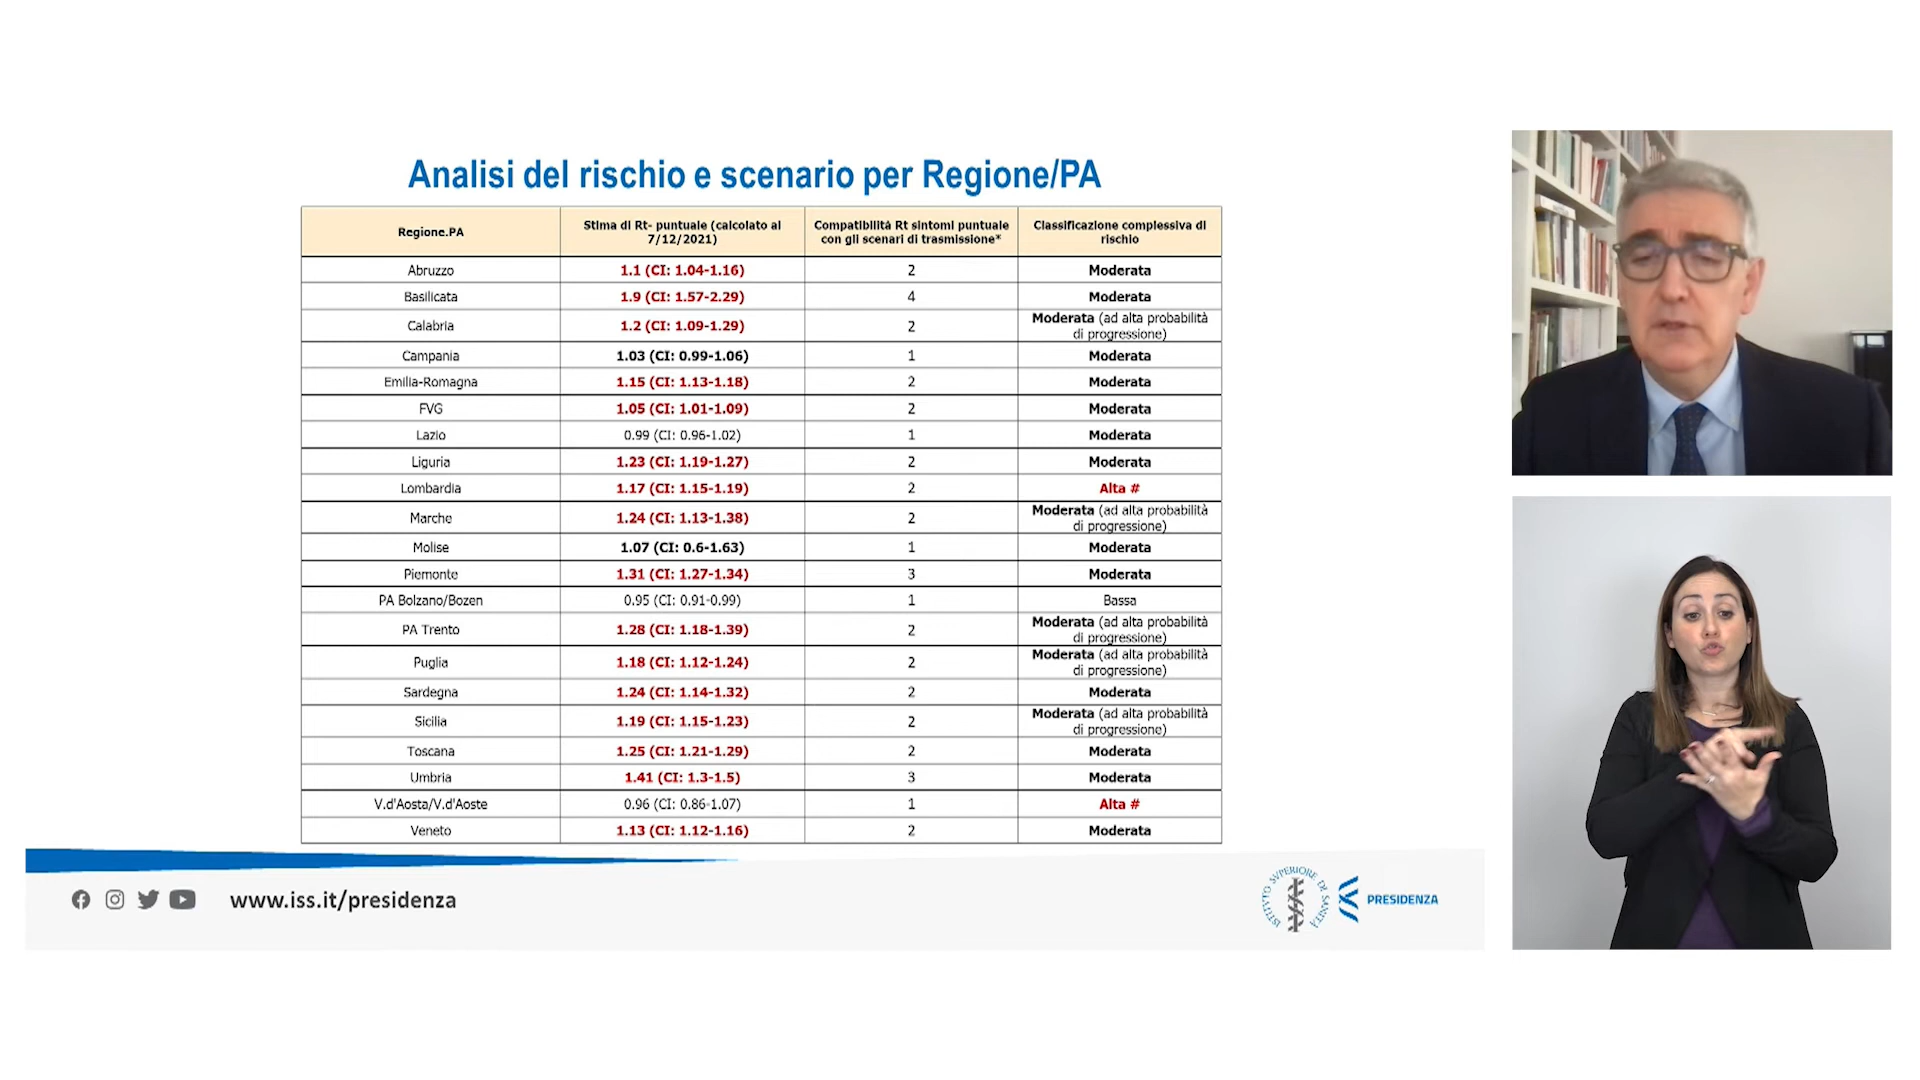 Analisi del rischio e scenario per Regione/PA
Regione.PA
Stima di Rt- puntuale (calcolato al
7/12/2021)
Compatibilità Rt sintomi puntuale
con gli scenari di trasmissione*
Classificazione complessiva di
rischio
Abruzzo 1.1 (CI: 1.04-1.16) 2 Moderata
Basilicata 1.9 (CI: 1.57-2.29) 4 Moderata
Calabria 1.2 (CI: 1.09-1.29) 2 Moderata (ad alta probabilità
di progressione)
Campania 1.03 (CI: 0.99-1.06) 1 Moderata
Emilia-Romagna 1.15 (CI: 1.13-1.18) 2 Moderata
FVG 1.05 (CI: 1.01-1.09) 2 Moderata
Lazio 0.99 (CI: 0.96-1.02) 1 Moderata
Liguria 1.23 (CI: 1.19-1.27) 2 Moderata
Lombardia 1.17 (CI: 1.15-1.19) 2 Alta #
Marche 1.24 (CI: 1.13-1.38) 2 Moderata (ad alta probabilità
di progressione)
Molise 1.07 (CI: 0.6-1.63) 1 Moderata
Piemonte 1.31 (CI: 1.27-1.34) 3 Moderata
PA Bolzano/Bozen 0.95 (CI: 0.91-0.99) 1 Bassa
PA Trento 1.28 (CI: 1.18-1.39) 2 Moderata (ad alta probabilità
di progressione)
Puglia 1.18 (CI: 1.12-1.24) 2 Moderata (ad alta probabilità
di progressione)
Sardegna 1.24 (CI: 1.14-1.32) 2 Moderata
Sicilia 1.19 (CI: 1.15-1.23) 2 Moderata (ad alta probabilità
di progressione)
Toscana 1.25 (CI: 1.21-1.29) 2 Moderata
Umbria 1.41 (CI: 1.3-1.5) 3 Moderata
V.d'Aosta/V.d'Aoste 0.96 (CI: 0.86-1.07) 1 Alta #
Veneto 1.13 (CI: 1.12-1.16) 2 Moderata
www.iss.it/presidenza
ISTITUTO SUPERIORE DI SANITÀ
PRESIDENZA